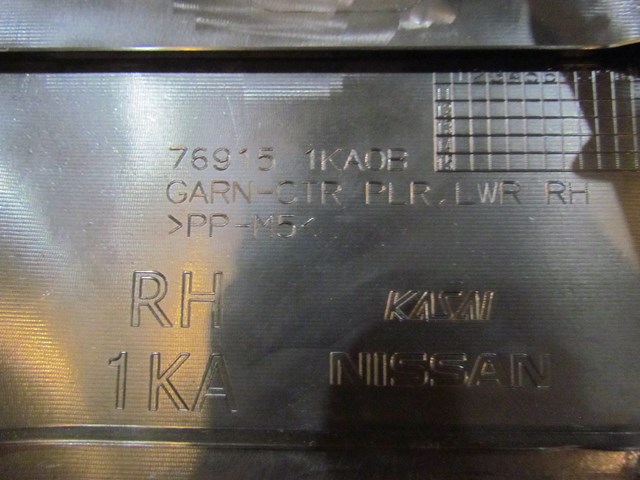 76915 1KA0B
GARN-CTR PLR,LWR RH
>PP-M5<
RH
KASAI
1KA
NISSAN